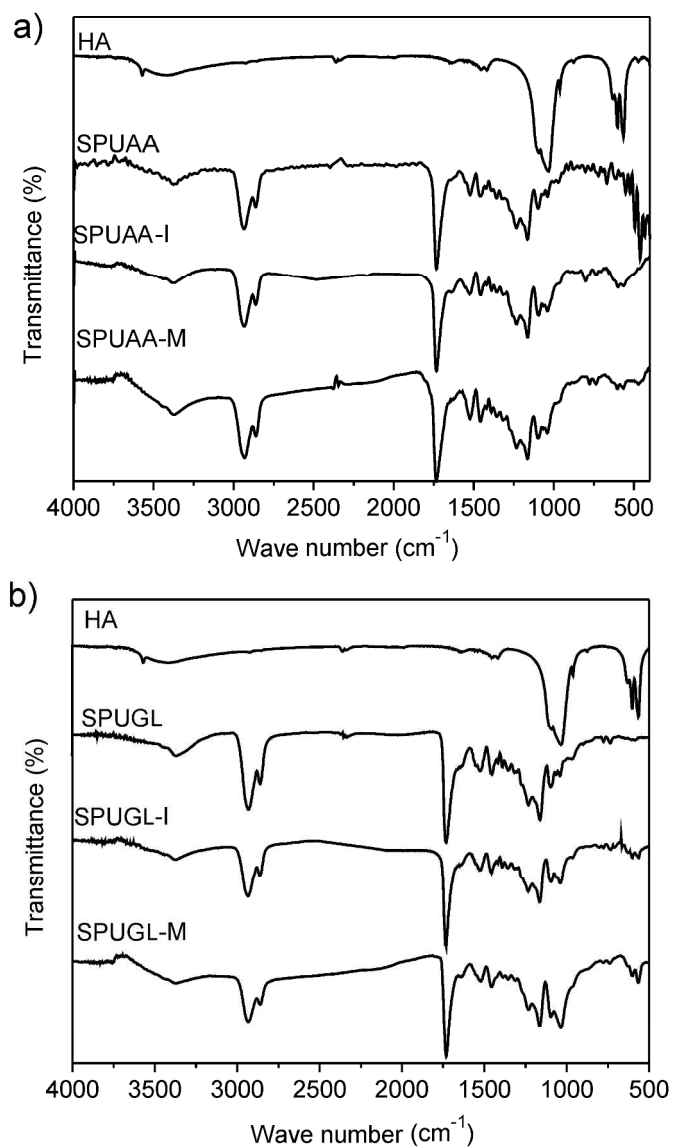 a)
HA
SPUAA
SPUAA-I
SPUAA-M
Transmittance (%)
4000 3500 3000 2500 2000 1500 1000 500
Wave number (cm⁻¹)
b)
HA
SPUGL
SPUGL-I
SPUGL-M
Transmittance (%)
4000 3500 3000 2500 2000 1500 1000 500
Wave number (cm⁻¹)